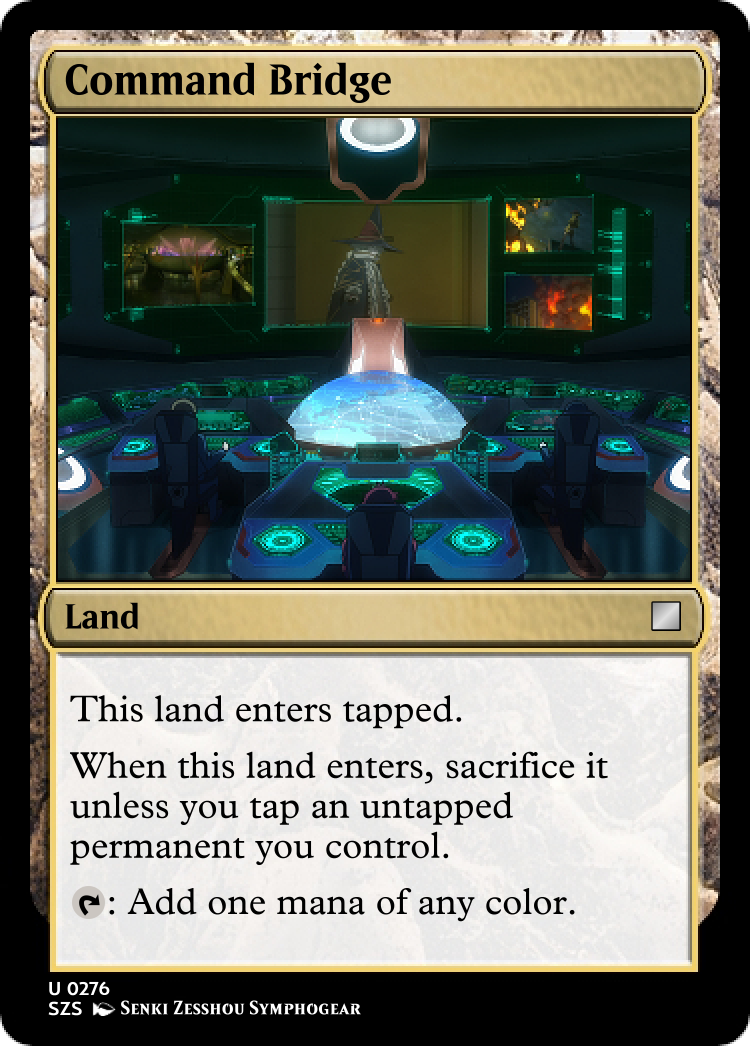 Command Bridge
Land
This land enters tapped.
When this land enters, sacrifice it
unless you tap an untapped
permanent you control.
: Add one mana of any color.
U 0276
SZS Senki Zesshou Symphogear